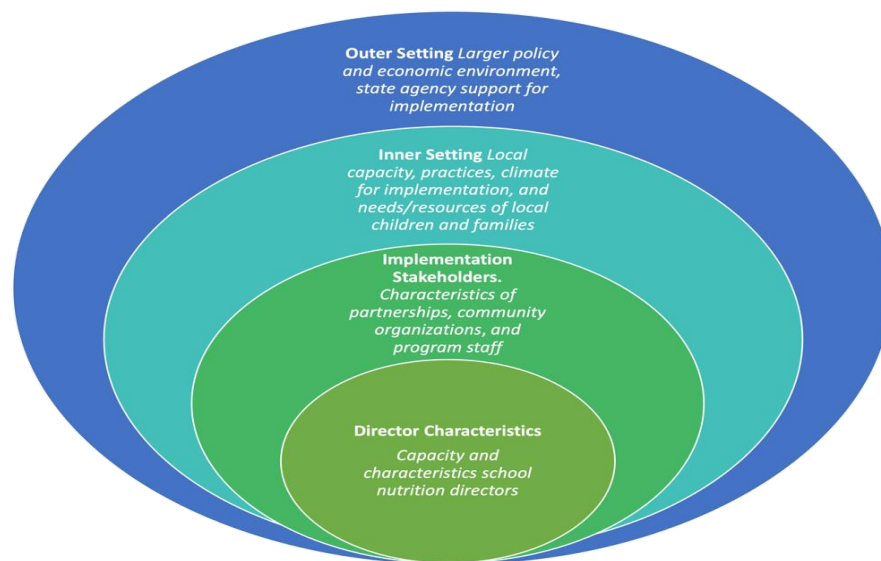 Outer Setting Larger policy
and economic environment,
state agency support for
implementation
Inner Setting Local
capacity, practices, climate
for implementation, and
needs/resources of local
children and families
Implementation
Stakeholders.
Characteristics of
partnerships, community
organizations, and
program staff
Director Characteristics
Capacity and
characteristics school
nutrition directors